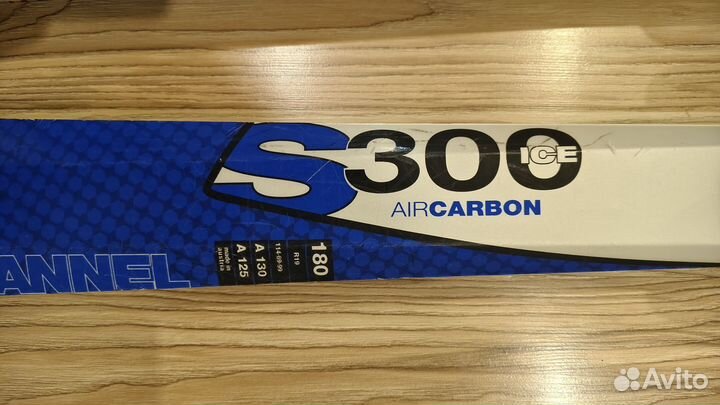 S300
ICE
AIRCARBON
ANNEL
made in
austria
A 125
A 130
114-69-99
R19
180
Avito